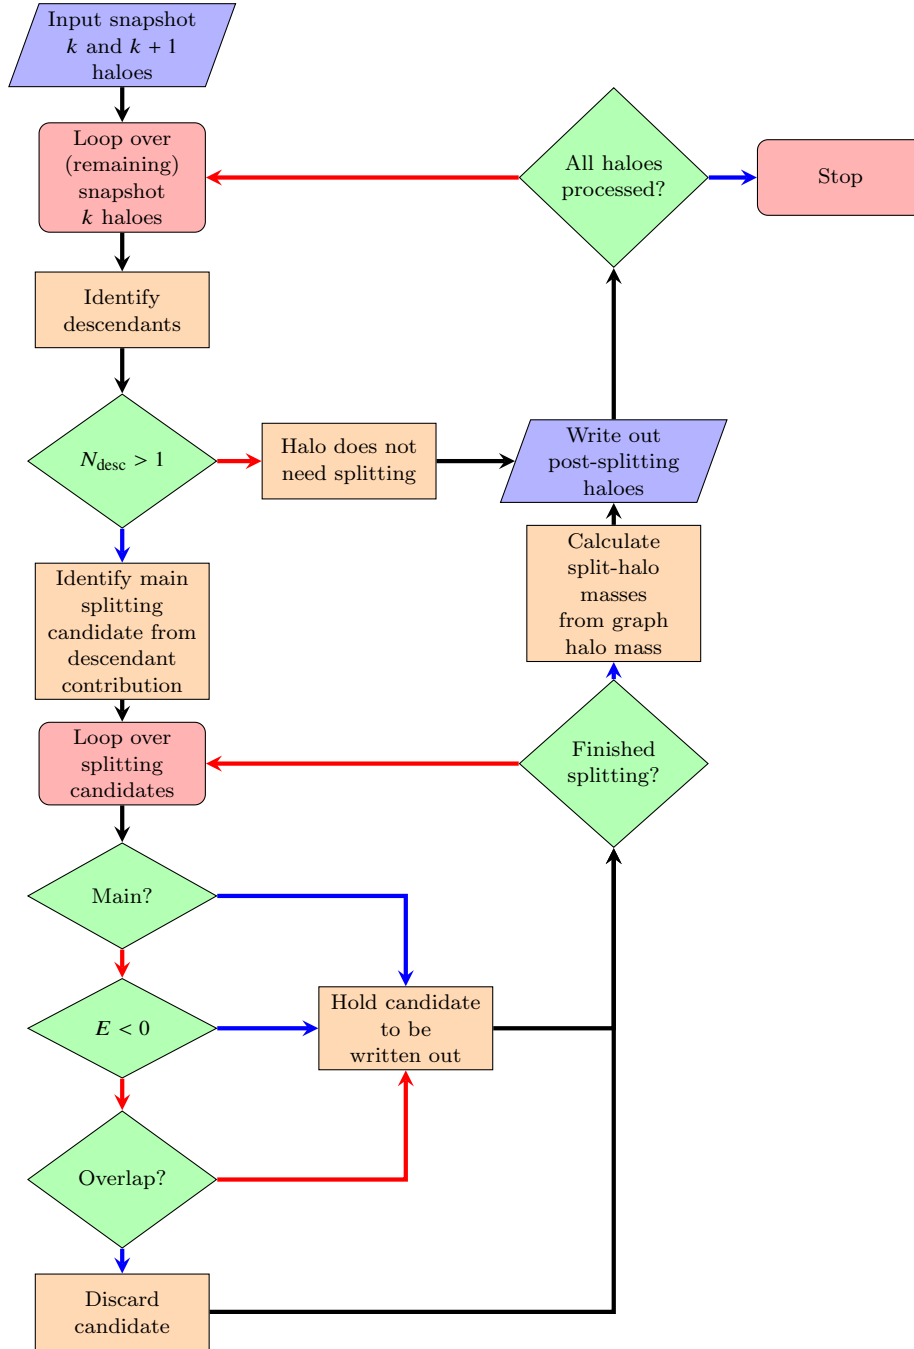 Input snapshot
k and k + 1
haloes
Loop over
(remaining)
snapshot
k haloes
All haloes
processed?
Stop
Identify
descendants
N_desc > 1
Halo does not
need splitting
Write out
post-splitting
haloes
Identify main
splitting
candidate from
descendant
contribution
Calculate
split-halo
masses
from graph
halo mass
Loop over
splitting
candidates
Finished
splitting?
Main?
E < 0
Hold candidate
to be
written out
Overlap?
Discard
candidate